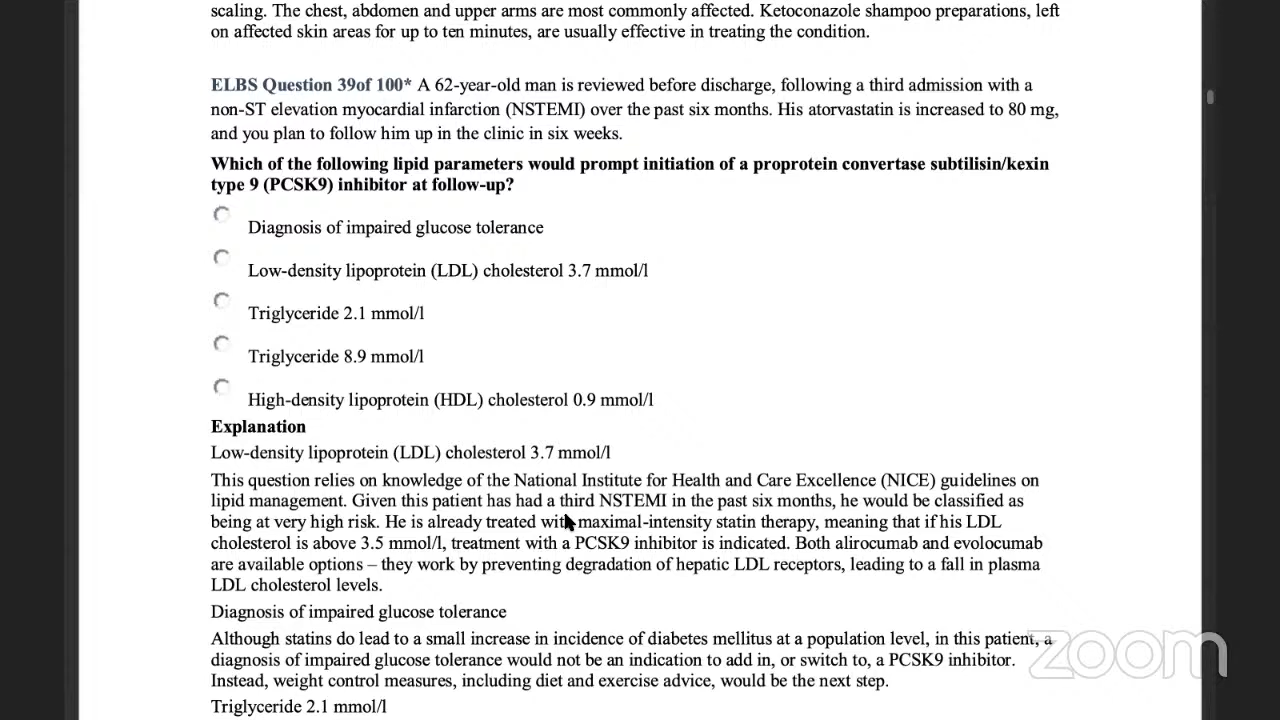 scaling. The chest, abdomen and upper arms are most commonly affected. Ketoconazole shampoo preparations, left
on affected skin areas for up to ten minutes, are usually effective in treating the condition.
ELBS Question 39of 100* A 62-year-old man is reviewed before discharge, following a third admission with a
non-ST elevation myocardial infarction (NSTEMI) over the past six months. His atorvastatin is increased to 80 mg,
and you plan to follow him up in the clinic in six weeks.
Which of the following lipid parameters would prompt initiation of a proprotein convertase subtilisin/kexin
type 9 (PCSK9) inhibitor at follow-up?
Diagnosis of impaired glucose tolerance
Low-density lipoprotein (LDL) cholesterol 3.7 mmol/l
Triglyceride 2.1 mmol/l
Triglyceride 8.9 mmol/l
High-density lipoprotein (HDL) cholesterol 0.9 mmol/l
Explanation
Low-density lipoprotein (LDL) cholesterol 3.7 mmol/l
This question relies on knowledge of the National Institute for Health and Care Excellence (NICE) guidelines on
lipid management. Given this patient has had a third NSTEMI in the past six months, he would be classified as
being at very high risk. He is already treated with maximal-intensity statin therapy, meaning that if his LDL
cholesterol is above 3.5 mmol/l, treatment with a PCSK9 inhibitor is indicated. Both alirocumab and evolocumab
are available options – they work by preventing degradation of hepatic LDL receptors, leading to a fall in plasma
LDL cholesterol levels.
Diagnosis of impaired glucose tolerance
Although statins do lead to a small increase in incidence of diabetes mellitus at a population level, in this patient, a
diagnosis of impaired glucose tolerance would not be an indication to add in, or switch to, a PCSK9 inhibitor.
Instead, weight control measures, including diet and exercise advice, would be the next step.
Triglyceride 2.1 mmol/l
zoom